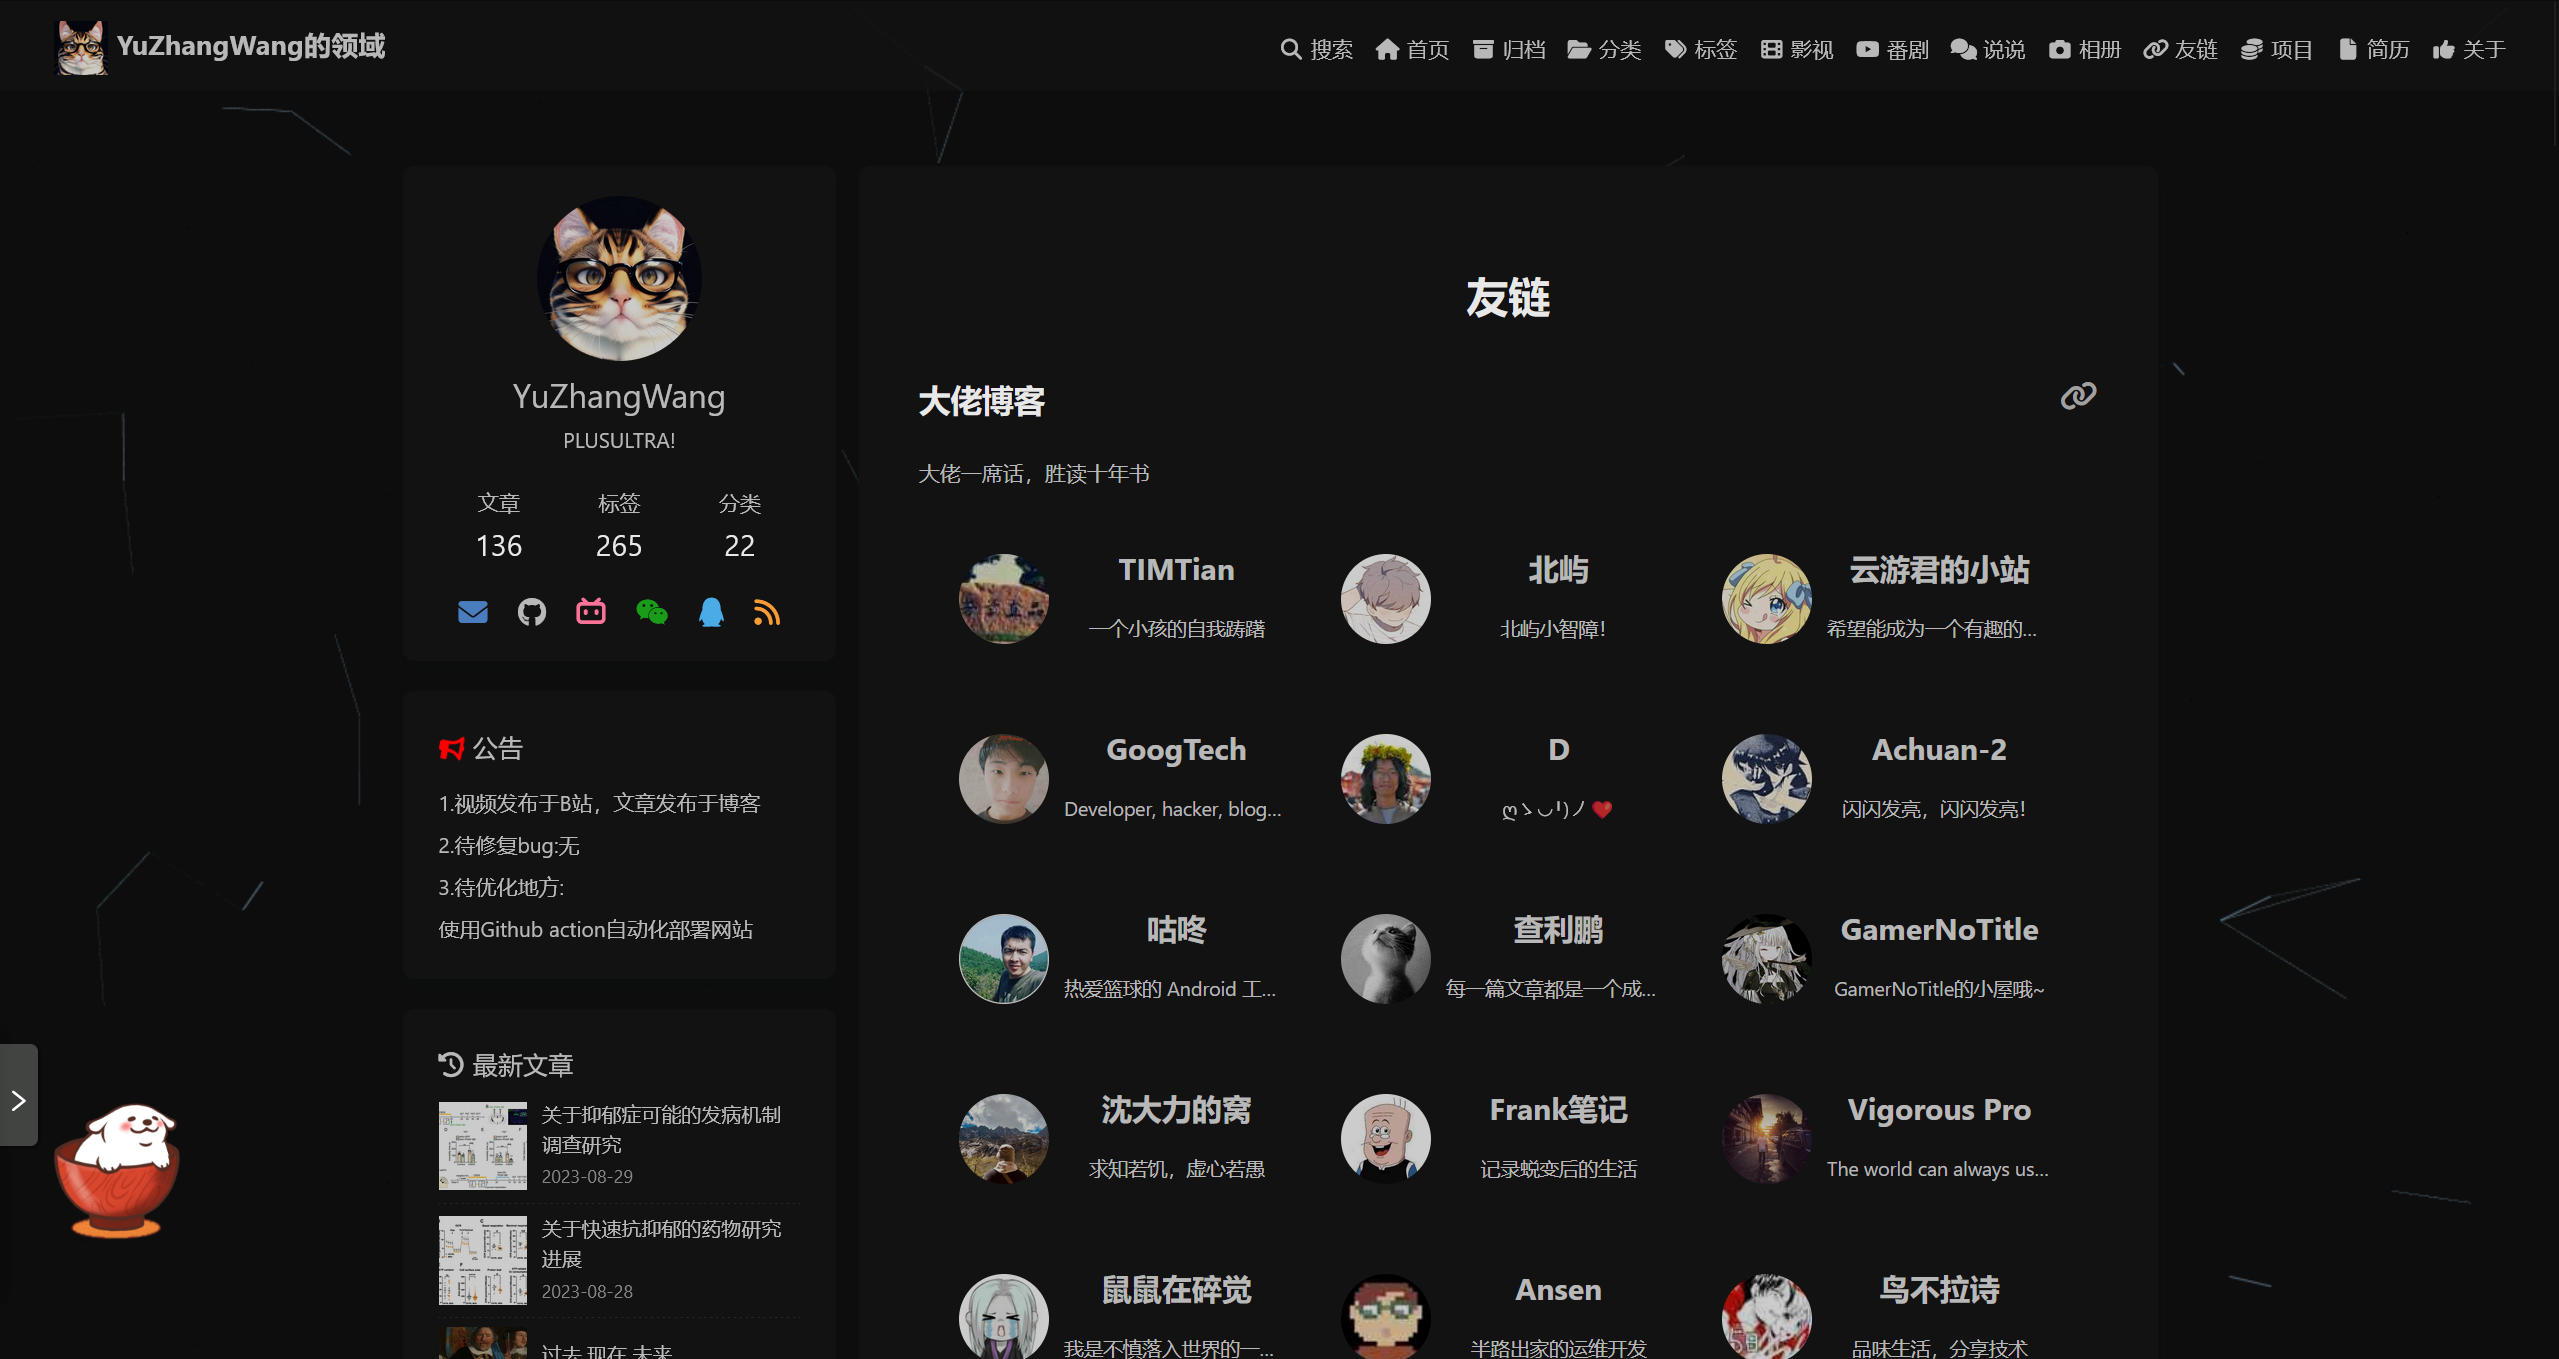 YuZhangWang的领域
搜索 首页 归档 分类 标签 影视 番剧 说说 相册 友链 项目 简历 关于
YuZhangWang
PLUSULTRA!
文章 标签 分类
136 265 22
公告
1.视频发布于B站，文章发布于博客
2.待修复bug:无
3.待优化地方:
使用Github action自动化部署网站
最新文章
关于抑郁症可能的发病机制
调查研究
2023-08-29
关于快速抗抑郁的药物研究
进展
2023-08-28
过去 现在 未来
友链
大佬博客
大佬一席话，胜读十年书
TIMTian
一个小孩的自我踌躇
北屿
北屿小智障！
云游君的小站
希望能成为一个有趣的...
GoogTech
Developer, hacker, blog...
D
Achuan-2
闪闪发亮，闪闪发亮！
咕咚
热爱篮球的 Android 工...
查利鹏
每一篇文章都是一个成...
GamerNoTitle
GamerNoTitle的小屋哦~
沈大力的窝
求知若饥，虚心若愚
Frank笔记
记录蜕变后的生活
Vigorous Pro
The world can always us...
鼠鼠在碎觉
我是不慎落入世界的一...
Ansen
半路出家的运维开发
鸟不拉诗
品味生活，分享技术